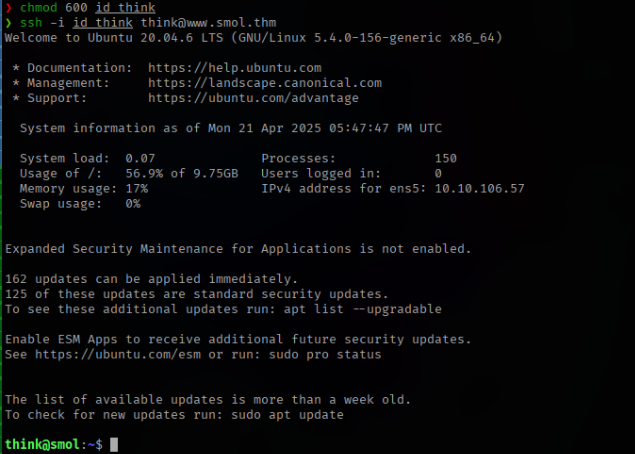 ❯ chmod 600 id_think
❯ ssh -i id_think think@www.smol.thm
Welcome to Ubuntu 20.04.6 LTS (GNU/Linux 5.4.0-156-generic x86_64)
* Documentation:  https://help.ubuntu.com
* Management:     https://landscape.canonical.com
* Support:        https://ubuntu.com/advantage
System information as of Mon 21 Apr 2025 05:47:47 PM UTC
System load:  0.07              Processes:             150
Usage of /:   56.9% of 9.75GB   Users logged in:       0
Memory usage: 17%               IPv4 address for ens5: 10.10.106.57
Swap usage:   0%
Expanded Security Maintenance for Applications is not enabled.
162 updates can be applied immediately.
125 of these updates are standard security updates.
To see these additional updates run: apt list --upgradable
Enable ESM Apps to receive additional future security updates.
See https://ubuntu.com/esm or run: sudo pro status
The list of available updates is more than a week old.
To check for new updates run: sudo apt update
think@smol:~$